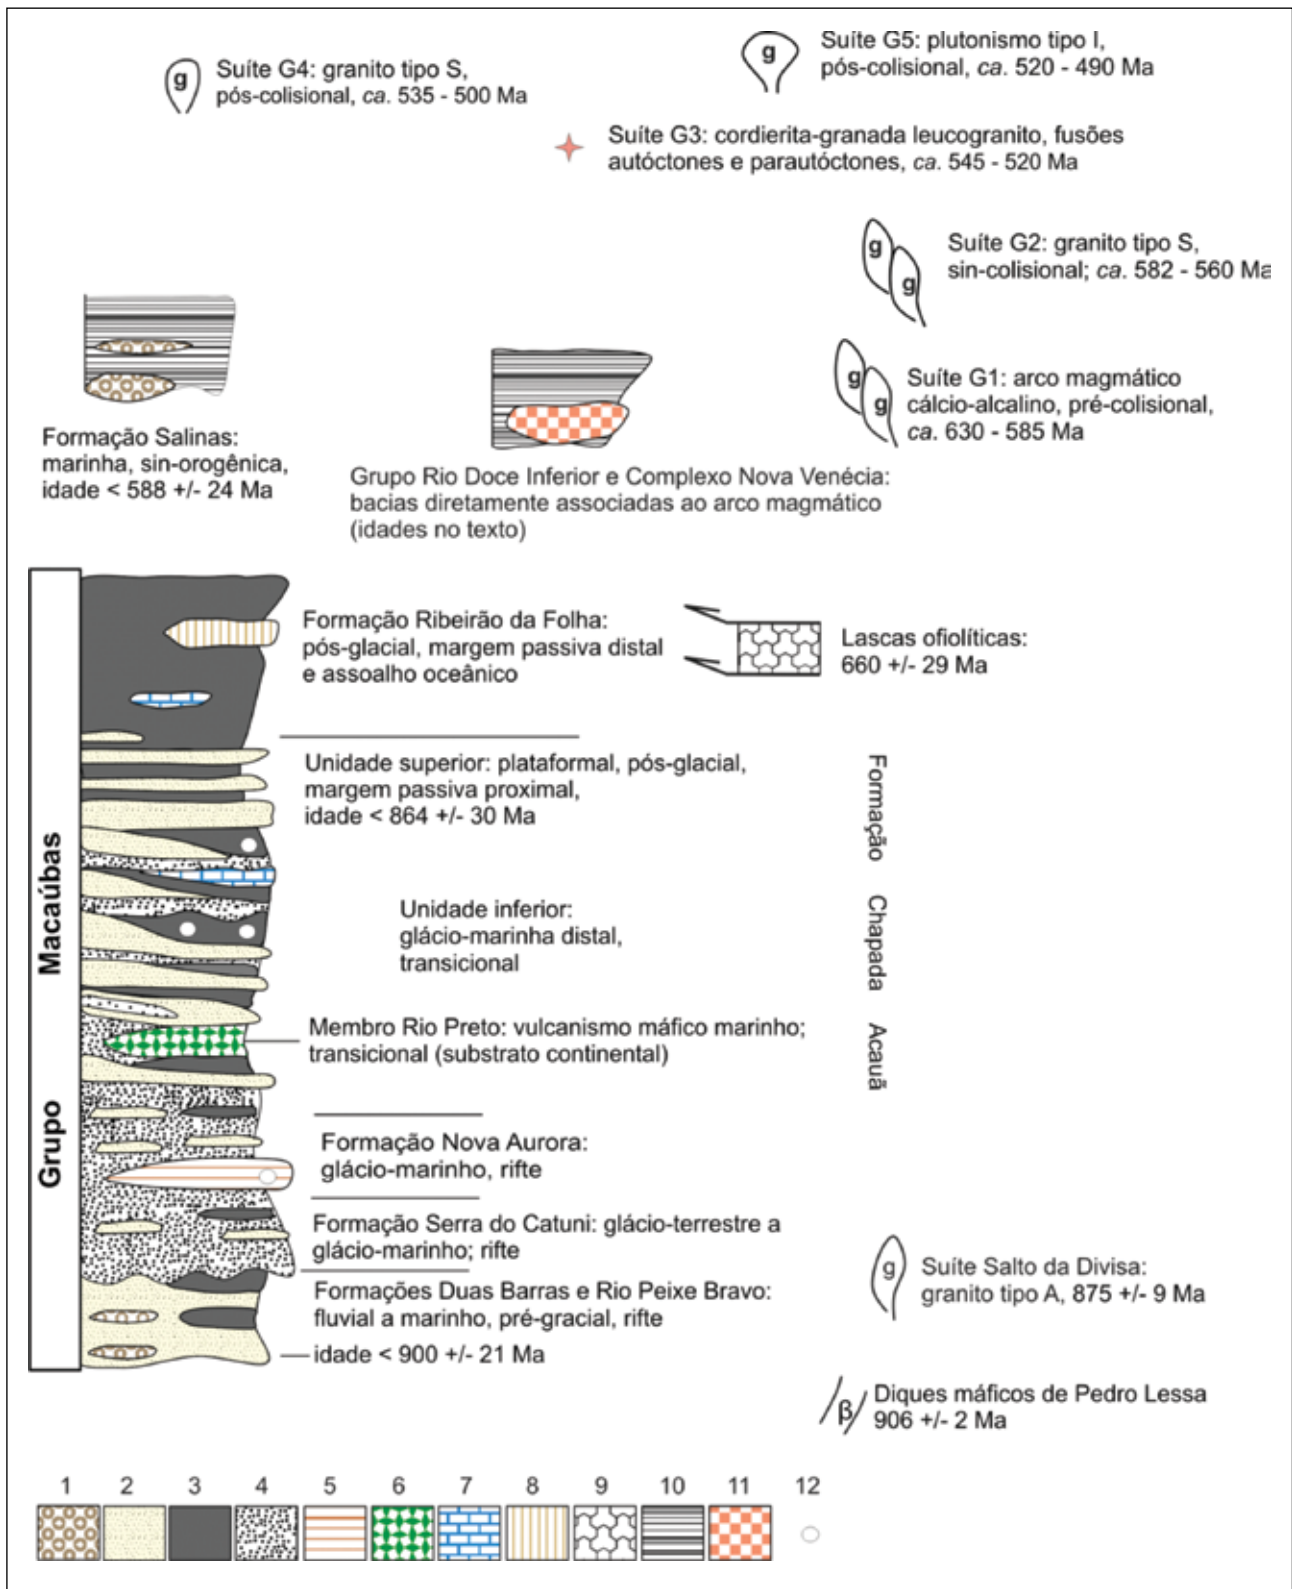 Suíte G4: granito tipo S,
pós-colisional, ca. 535 - 500 Ma
g
Suíte G5: plutonismo tipo I,
pós-colisional, ca. 520 - 490 Ma
g
Suíte G3: cordierita-granada leucogranito, fusões
autóctones e parautóctones, ca. 545 - 520 Ma
Suíte G2: granito tipo S,
sin-colisional; ca. 582 - 560 Ma
g
g
Suíte G1: arco magmático
cálcio-alcalino, pré-colisional,
ca. 630 - 585 Ma
g
g
Formação Salinas:
marinha, sin-orogênica,
idade < 588 +/- 24 Ma
Grupo Rio Doce Inferior e Complexo Nova Venécia:
bacias diretamente associadas ao arco magmático
(idades no texto)
Grupo Macaúbas
Formação Ribeirão da Folha:
pós-glacial, margem passiva distal
e assoalho oceânico
Lascas ofiolíticas:
660 +/- 29 Ma
Unidade superior: plataformal, pós-glacial,
margem passiva proximal,
idade < 864 +/- 30 Ma
Formação Chapada Acauã
Unidade inferior:
glácio-marinha distal,
transicional
Membro Rio Preto: vulcanismo máfico marinho;
transicional (substrato continental)
Formação Nova Aurora:
glácio-marinho, rifte
Formação Serra do Catuni: glácio-terrestre a
glácio-marinho; rifte
Formações Duas Barras e Rio Peixe Bravo:
fluvial a marinho, pré-gracial, rifte
idade < 900 +/- 21 Ma
g
Suíte Salto da Divisa:
granito tipo A, 875 +/- 9 Ma
β
Diques máficos de Pedro Lessa
906 +/- 2 Ma
1 2 3 4 5 6 7 8 9 10 11 12